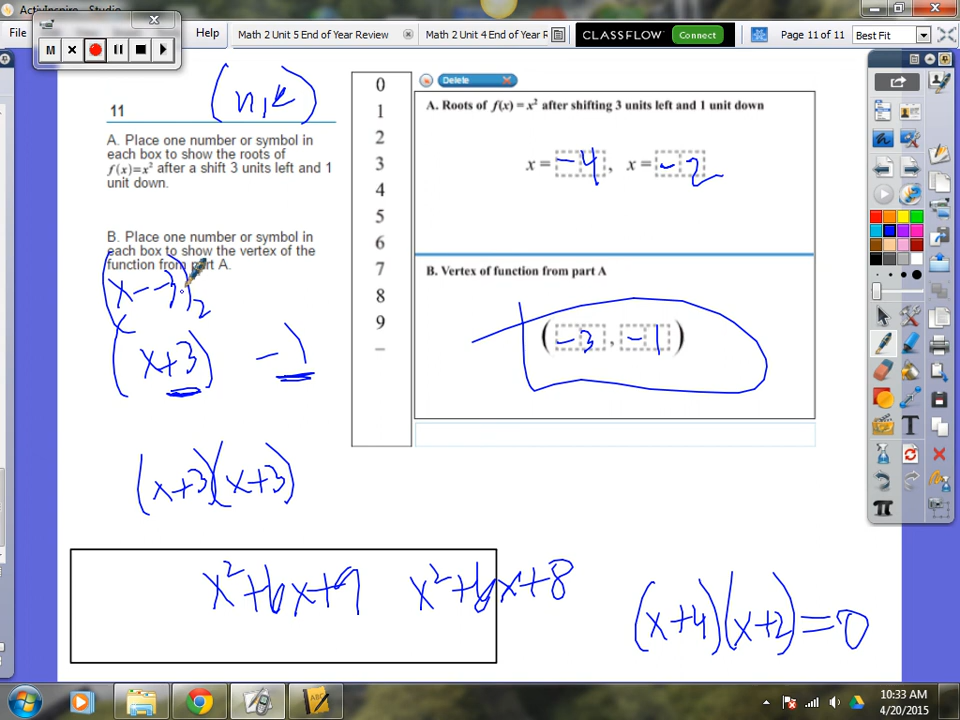 ActivInspire - Studio
File
Help
Math 2 Unit 5 End of Year Review
Math 2 Unit 4 End of Year R
CLASSFLOW
Connect
Page 11 of 11
Best Fit
M
(h,k)
11
A. Place one number or symbol in
each box to show the roots of
f(x)=x² after a shift 3 units left and 1
unit down.
B. Place one number or symbol in
each box to show the vertex of the
function from part A.
(x--3)
(x+3)² -1
(x+3)(x+3)
x²+6x+9
x²+6x+8
(x+4)(x+2)=0
0
1
2
3
4
5
6
7
8
9
_
Delete
A. Roots of f(x) = x² after shifting 3 units left and 1 unit down
x = -4, x = -2
B. Vertex of function from part A
(-3, -1)
T
10:33 AM
4/20/2015